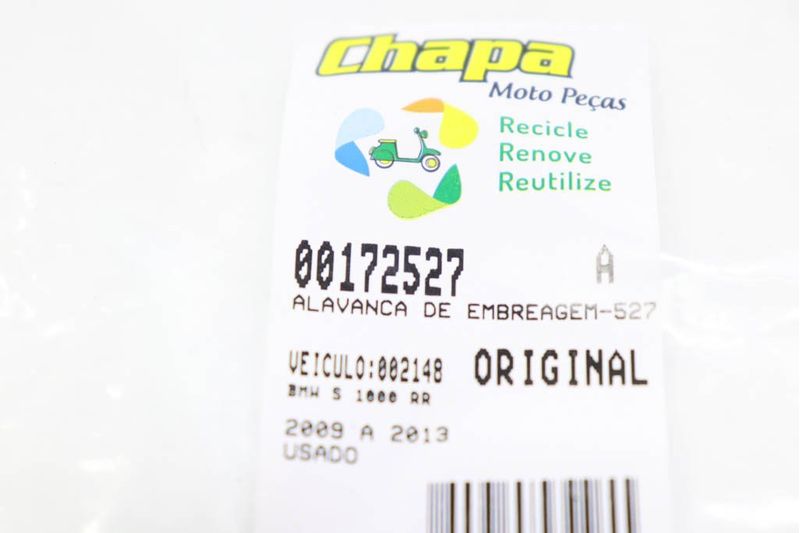 Chapa
Moto Peças
Recicle
Renove
Reutilize
00172527 A
ALAVANCA DE EMBREAGEM-527
VEICULO:002148 ORIGINAL
BMW S 1000 RR
2009 A 2013
USADO